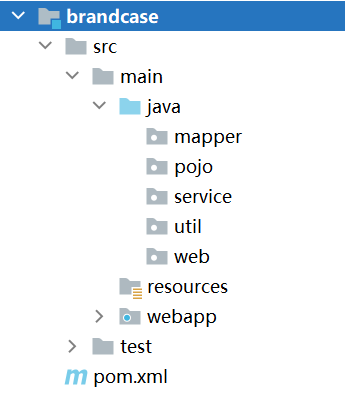 brandcase
src
main
java
mapper
pojo
service
util
web
resources
webapp
test
pom.xml